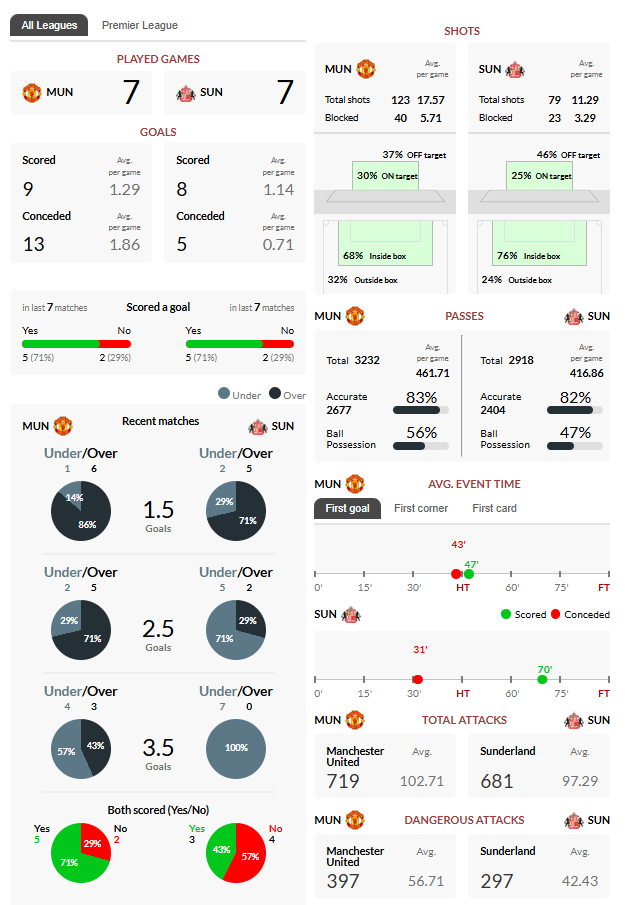 All Leagues Premier League
PLAYED GAMES
MUN 7 SUN 7
GOALS
Scored Avg. per game Scored Avg. per game
9 1.29 8 1.14
Conceded Avg. per game Conceded Avg. per game
13 1.86 5 0.71
in last 7 matches Scored a goal in last 7 matches
Yes No Yes No
5 (71%) 2 (29%) 5 (71%) 2 (29%)
Under Over
MUN Recent matches SUN
Under/Over Under/Over
1 6 2 5
14% 86% 1.5 Goals 29% 71%
Under/Over Under/Over
2 5 5 2
29% 71% 2.5 Goals 29% 71%
Under/Over Under/Over
4 3 7 0
57% 43% 3.5 Goals 100%
Both scored (Yes/No)
Yes No Yes No
5 2 3 4
29% 71% 43% 57%
SHOTS
MUN Avg. per game SUN Avg. per game
Total shots 123 17.57 Total shots 79 11.29
Blocked 40 5.71 Blocked 23 3.29
37% OFF target 46% OFF target
30% ON target 25% ON target
68% Inside box 76% Inside box
32% Outside box 24% Outside box
MUN PASSES SUN
Total 3232 Avg. per game Total 2918 Avg. per game
461.71 416.86
Accurate 83% Accurate 82%
2677 2404
Ball Possession 56% Ball Possession 47%
MUN AVG. EVENT TIME
First goal First corner First card
43'
47'
0' 15' 30' HT 60' 75' FT
SUN Scored Conceded
31'
70'
0' 15' 30' HT 60' 75' FT
MUN TOTAL ATTACKS SUN
Manchester United Avg. Sunderland Avg.
719 102.71 681 97.29
MUN DANGEROUS ATTACKS SUN
Manchester United Avg. Sunderland Avg.
397 56.71 297 42.43